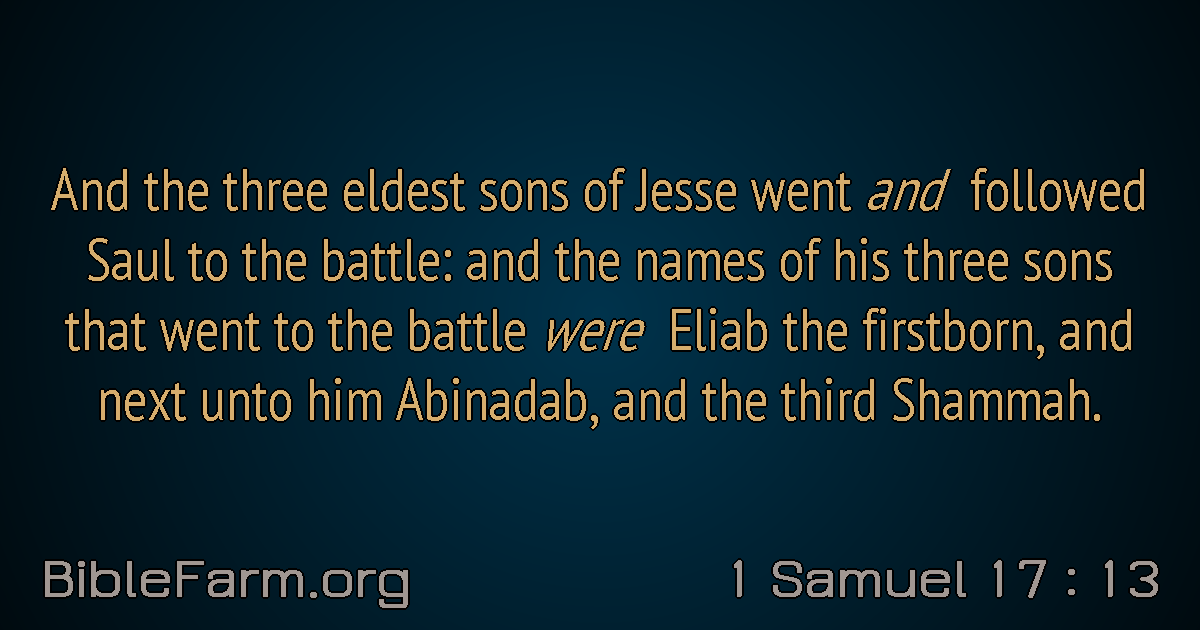 And the three eldest sons of Jesse went and followed
Saul to the battle: and the names of his three sons
that went to the battle were Eliab the firstborn, and
next unto him Abinadab, and the third Shammah.
BibleFarm.org
1 Samuel 17 : 13